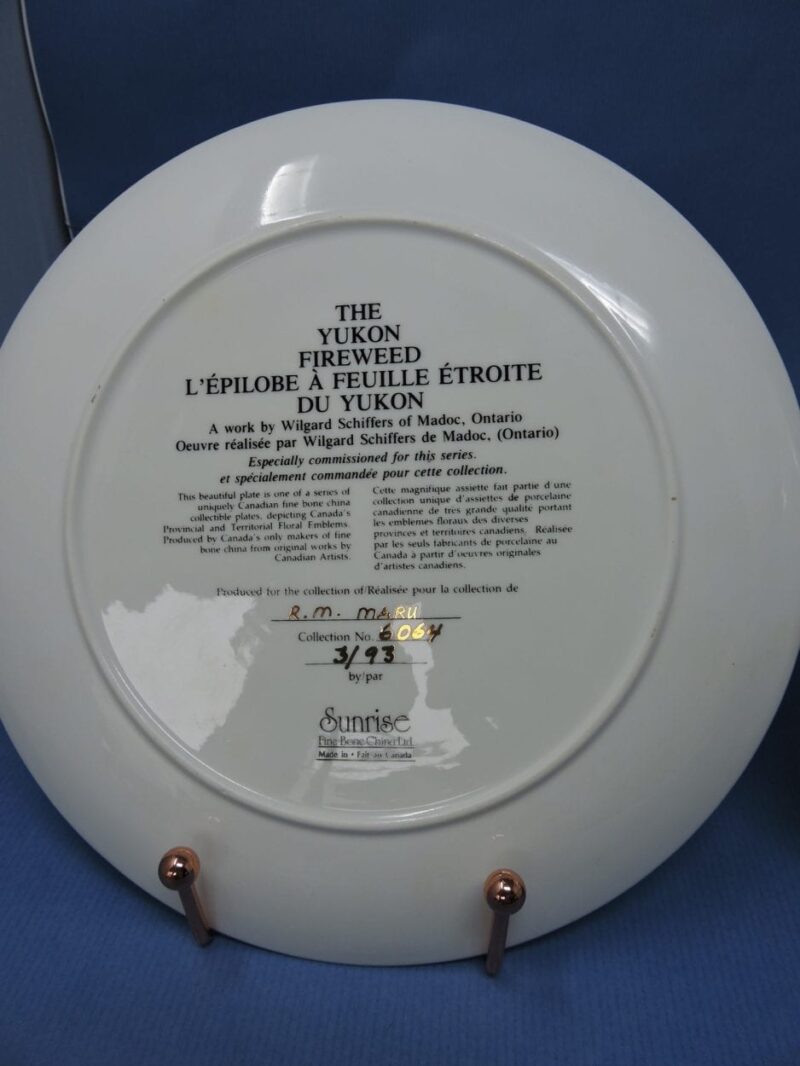 THE
YUKON
FIREWEED
L'ÉPILOBE À FEUILLE ÉTROITE
DU YUKON
A work by Wilgard Schiffers of Madoc, Ontario
Oeuvre réalisée par Wilgard Schiffers de Madoc, (Ontario)
Especially commissioned for this series.
et spécialement commandée pour cette collection.
This beautiful plate is one of a series of
uniquely Canadian fine bone china
collectible plates, depicting Canada's
Provincial and Territorial Floral Emblems.
Produced by Canada's only makers of fine
bone china from original works by
Canadian Artists.
Cette magnifique assiette fait partie d'une
collection unique d'assiettes de porcelaine
canadienne de très grande qualité portant
les emblemes floraux des diverses
provinces et territoires canadiens. Réalisée
par les seuls fabricants de porcelaine au
Canada à partir d'oeuvres originales
d'artistes canadiens.
Produced for the collection of/Réalisée pour la collection de
R.M. MARU
Collection No. 6064
3/93
by/par
Sunrise
Fine Bone China Ltd.
Made in • Fait au Canada